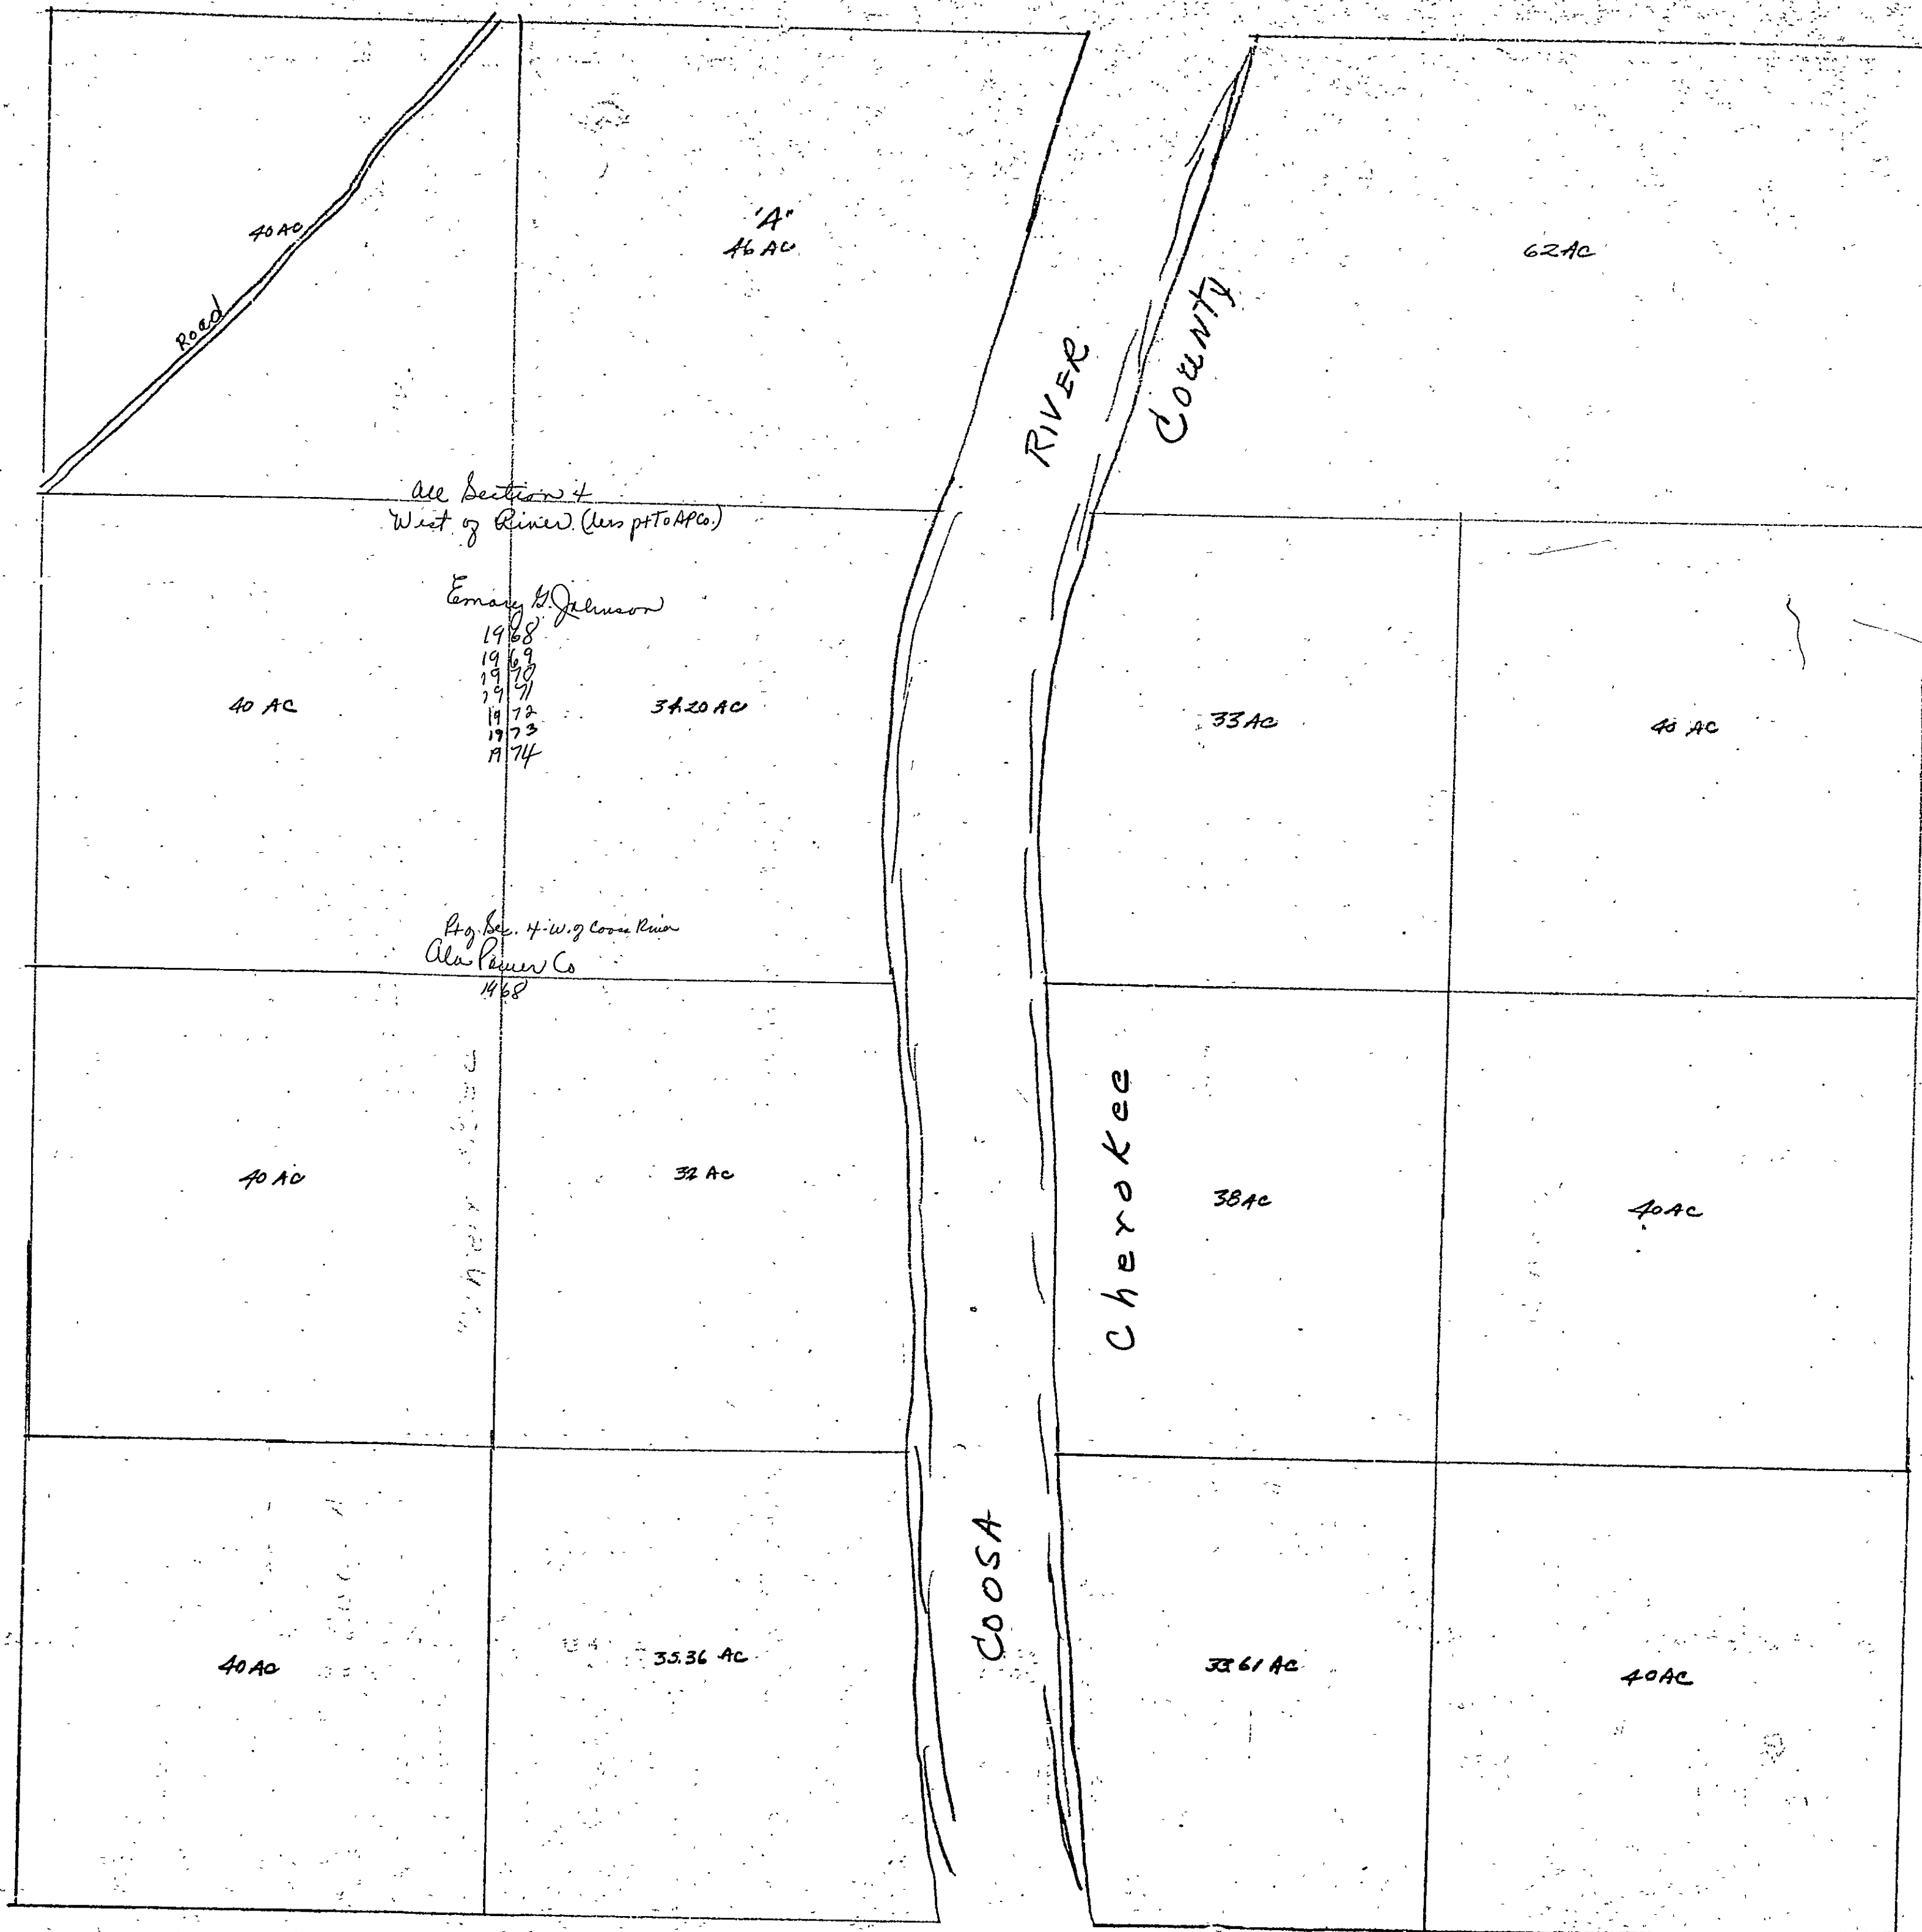 40 AC
Road
'A"
46 AC
62 AC
RIVER
County
All Section 4
West of River (less pt To APCo.)
Emory G. Johnson
1968
1969
1970
1971
1972
1973
1974
40 AC
34.20 AC
33 AC
40 AC
Pt of Sec. 4-W. of Coosa River
Ala Power Co
1968
40 AC
32 AC
Cherokee
38 AC
40 AC
40 AC
35.36 AC
COOSA
33.61 AC
40 AC